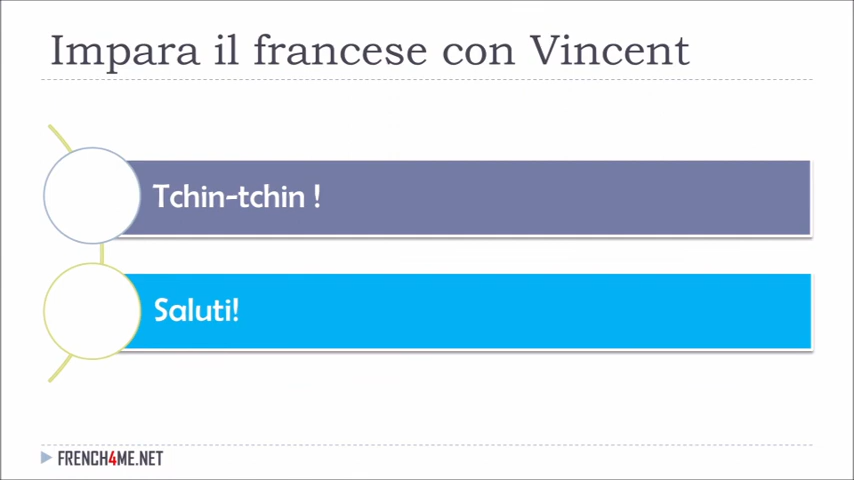 Impara il francese con Vincent
Tchin-tchin !
Saluti!
FRENCH4ME.NET